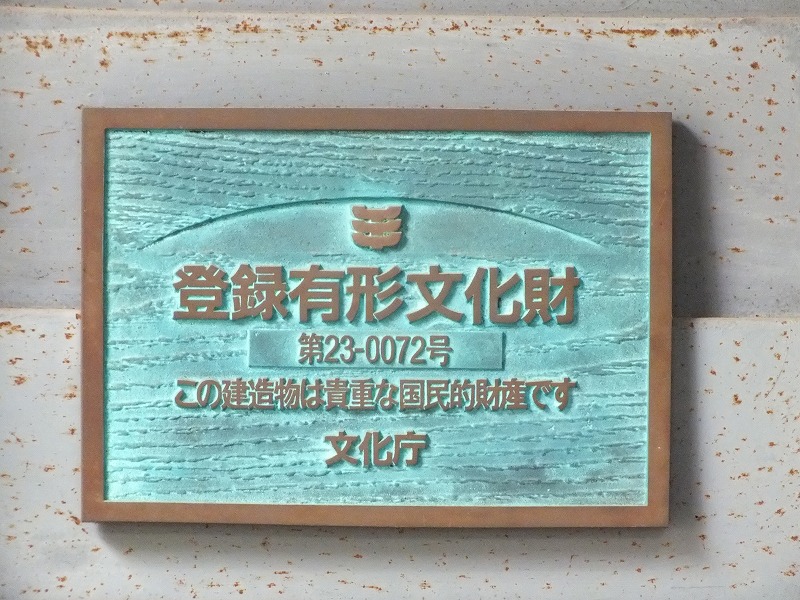 登録有形文化財
第23-0072号
この建造物は貴重な国民的財産です
文化庁